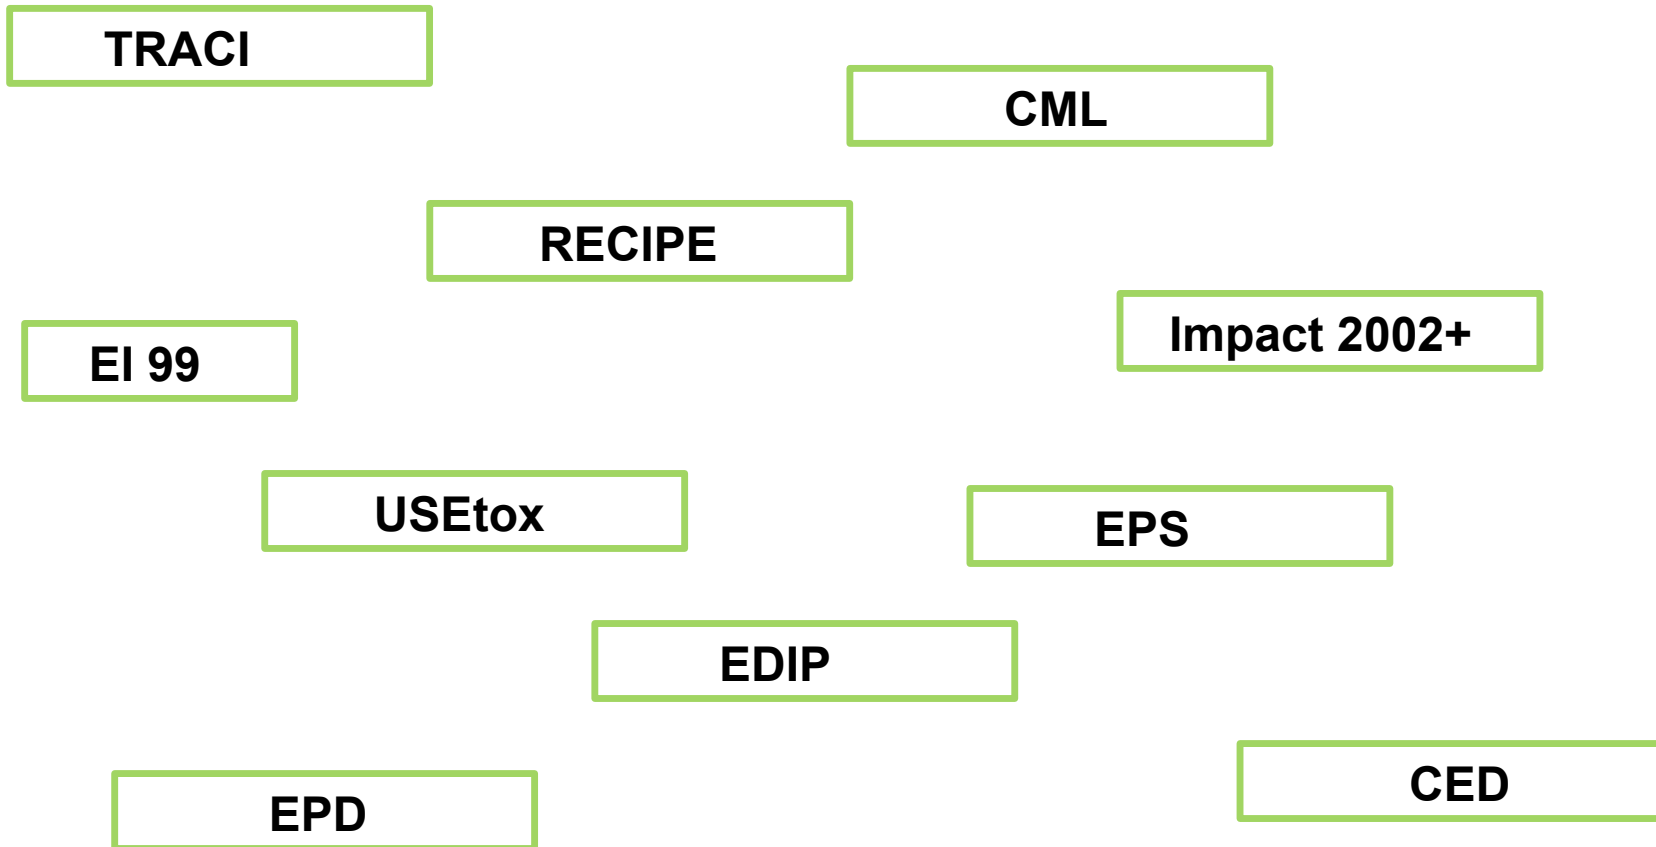 TRACI
CML
RECIPE
Impact 2002+
EI 99
USEtox
EPS
EDIP
CED
EPD